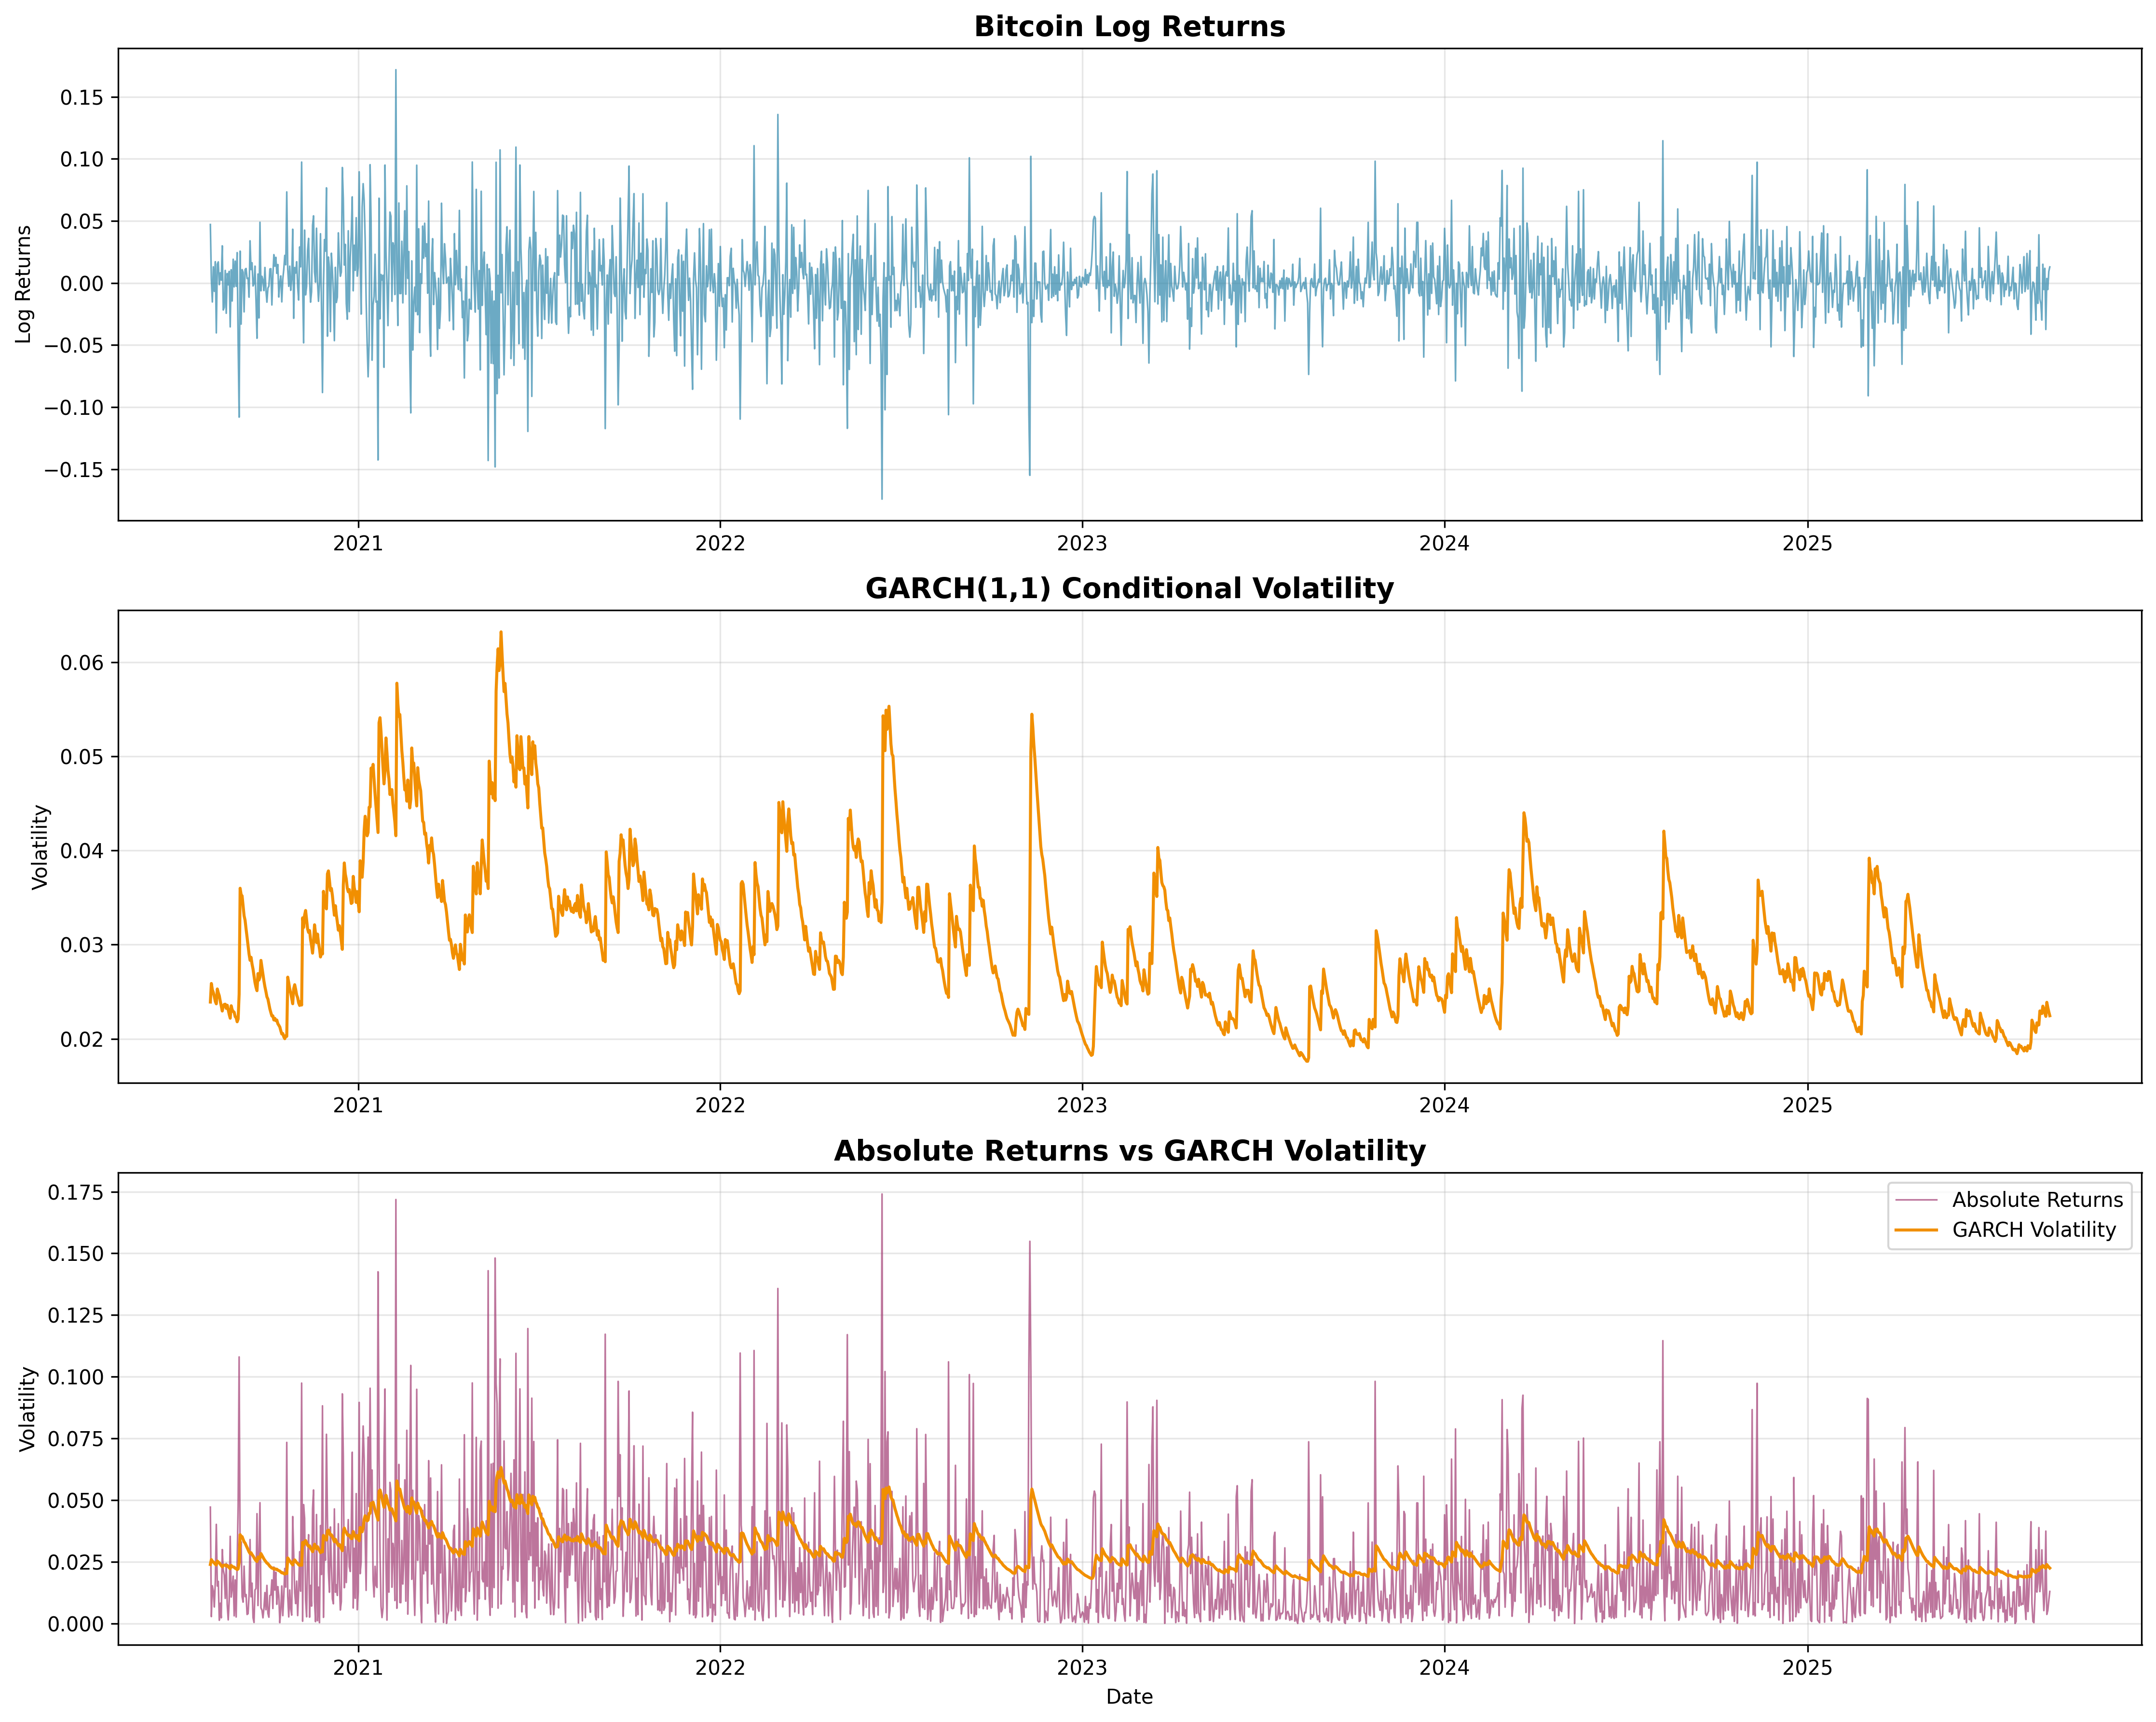 Bitcoin Log Returns
Log Returns
0.15
0.10
0.05
0.00
−0.05
−0.10
−0.15
2021 2022 2023 2024 2025
GARCH(1,1) Conditional Volatility
Volatility
0.06
0.05
0.04
0.03
0.02
2021 2022 2023 2024 2025
Absolute Returns vs GARCH Volatility
Volatility
0.175
0.150
0.125
0.100
0.075
0.050
0.025
0.000
Absolute Returns
GARCH Volatility
2021 2022 2023 2024 2025
Date